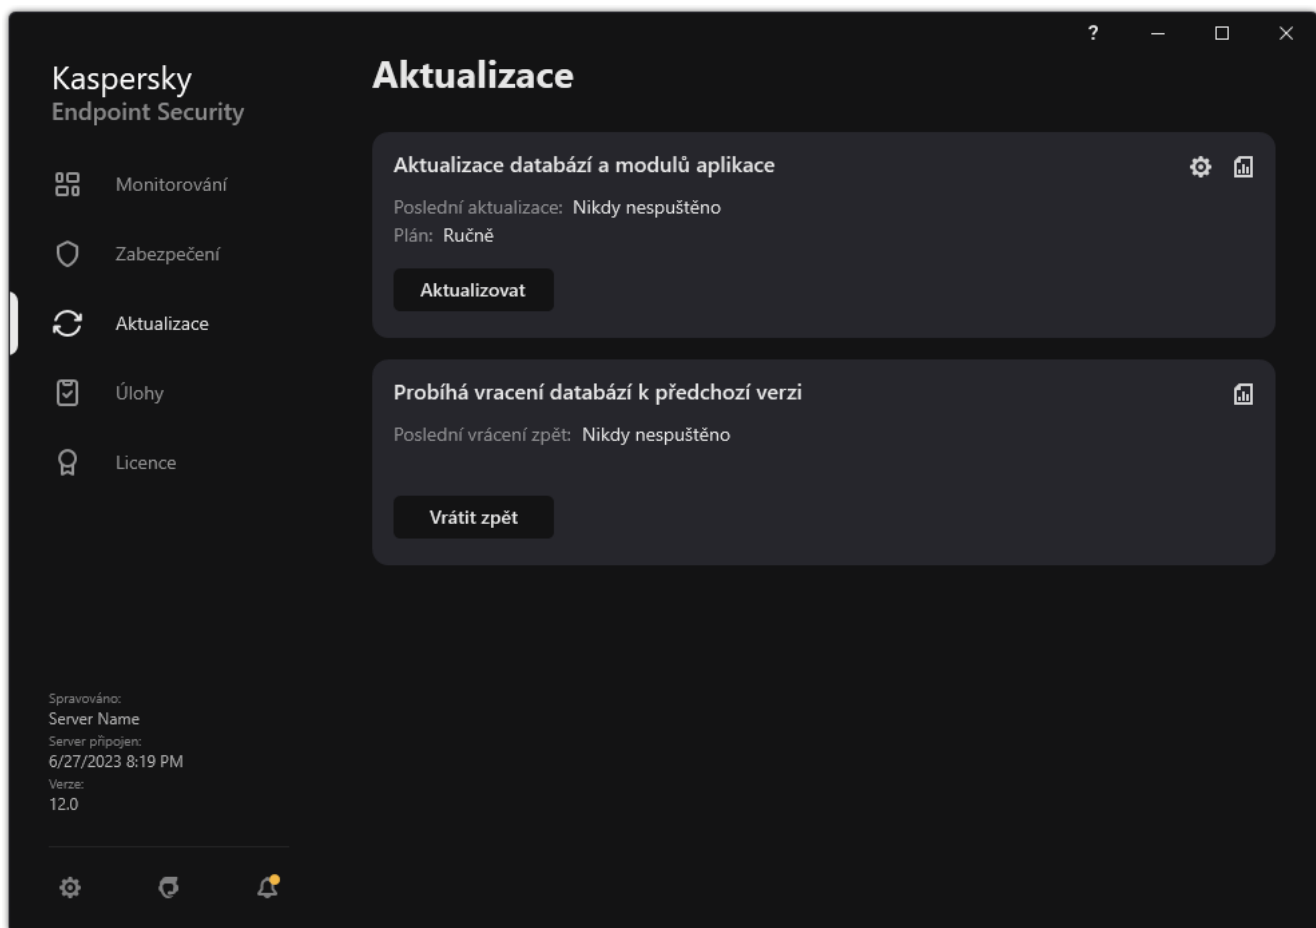 ?
Kaspersky
Endpoint Security
Monitorování
Zabezpečení
Aktualizace
Úlohy
Licence
Spravováno:
Server Name
Server připojen:
6/27/2023 8:19 PM
Verze:
12.0
Aktualizace
Aktualizace databází a modulů aplikace
Poslední aktualizace: Nikdy nespuštěno
Plán: Ručně
Aktualizovat
Probíhá vracení databází k předchozí verzi
Poslední vrácení zpět: Nikdy nespuštěno
Vrátit zpět